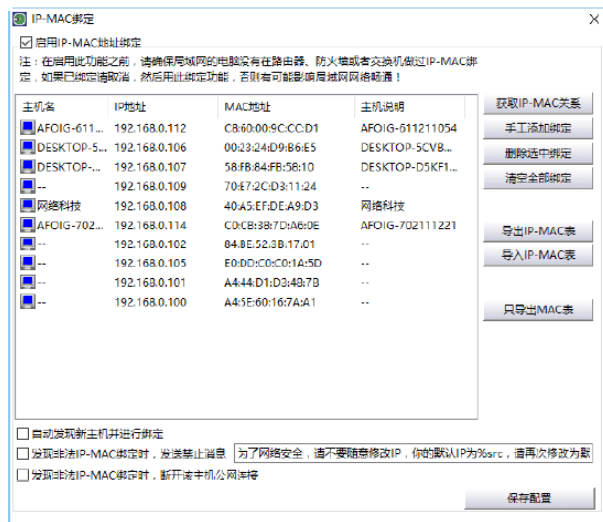 IP-MAC绑定
启用IP-MAC地址绑定
注：在启用此功能之前，请确保局域网的电脑没有在路由器、防火墙或者交换机做过IP-MAC绑
定，如果已绑定请取消，然后用此绑定功能，否则有可能影响局域网网络畅通！
主机名 IP地址 MAC地址 主机说明
AFOIG-611... 192.168.0.112 C8:60:00:9C:CC:D1 AFOIG-611211054
DESKTOP-5... 192.168.0.106 00:23:24:D9:B6:E5 DESKTOP-5CVB...
DESKTOP-... 192.168.0.107 58:FB:84:FB:58:10 DESKTOP-D5KF1...
-- 192.168.0.109 70:E7:2C:D3:11:24 --
网络科技 192.168.0.108 40:A5:EF:DE:A9:D3 网络科技
AFOIG-702... 192.168.0.114 C0:CB:38:7D:A6:0E AFOIG-702111221
-- 192.168.0.102 84:BE:52:3B:17:01 --
-- 192.168.0.105 E0:DD:C0:C0:1A:5D --
-- 192.168.0.101 A4:44:D1:D3:48:7B --
-- 192.168.0.100 A4:5E:60:16:7A:A1 --
获取IP-MAC关系
手工添加绑定
删除选中绑定
清空全部绑定
导出IP-MAC表
导入IP-MAC表
只导出MAC表
自动发现新主机并进行绑定
发现非法IP-MAC绑定时，发送禁止消息 为了网络安全，请不要随意修改IP，你的默认IP为%src，请再次修改为默
发现非法IP-MAC绑定时，断开该主机公网连接
保存配置